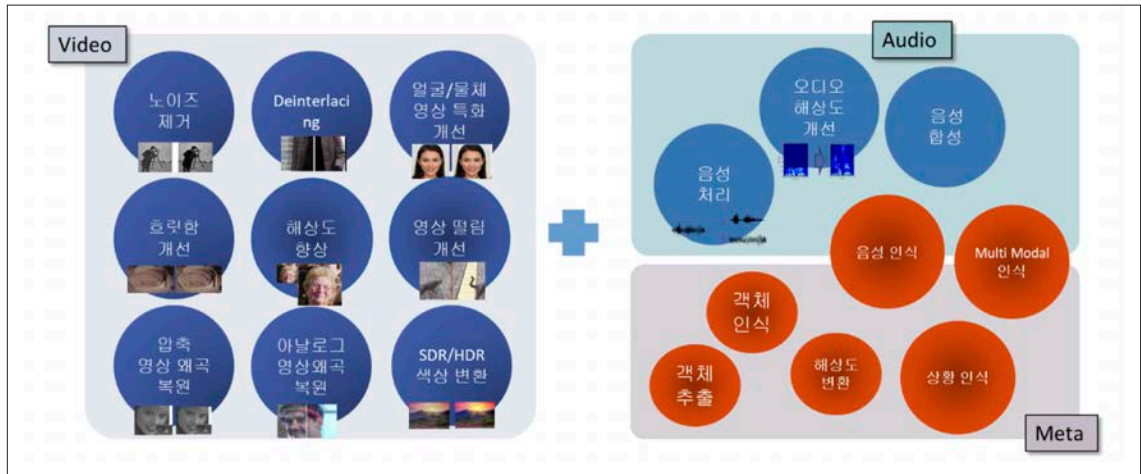 Video
노이즈
제거
Deinterlaci
ng
얼굴/물체
영상 특화
개선
흐릿함
개선
해상도
향상
영상 떨림
개선
압축
영상 왜곡
복원
아날로그
영상왜곡
복원
SDR/HDR
색상 변환
Audio
오디오
해상도
개선
음성
합성
음성
처리
음성 인식
Multi Modal
인식
객체
인식
객체
추출
해상도
변환
상황 인식
Meta